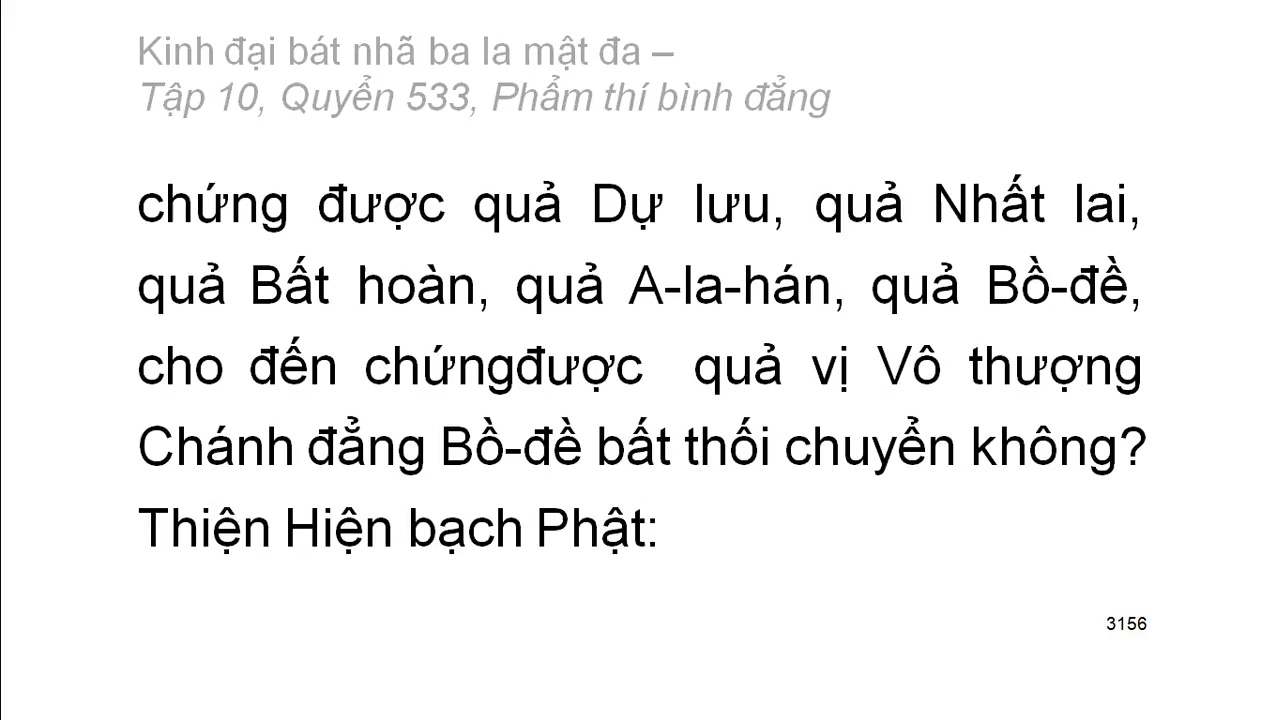 Kinh đại bát nhã ba la mật đa –
Tập 10, Quyển 533, Phẩm thí bình đẳng
chứng được quả Dự lưu, quả Nhất lai,
quả Bất hoàn, quả A-la-hán, quả Bồ-đề,
cho đến chứngđược quả vị Vô thượng
Chánh đẳng Bồ-đề bất thối chuyển không?
Thiện Hiện bạch Phật:
3156